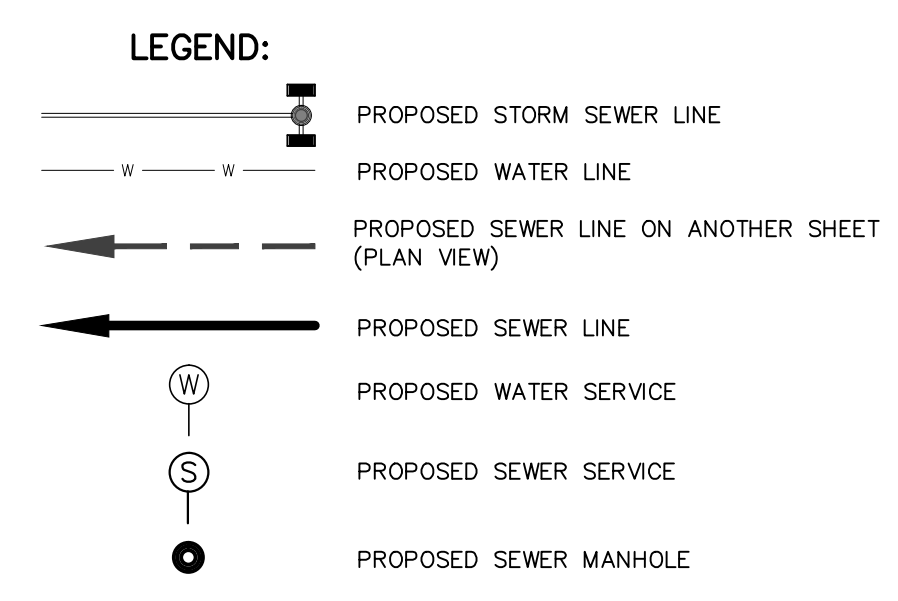 LEGEND:
PROPOSED STORM SEWER LINE
W W
PROPOSED WATER LINE
PROPOSED SEWER LINE ON ANOTHER SHEET
(PLAN VIEW)
PROPOSED SEWER LINE
W
PROPOSED WATER SERVICE
S
PROPOSED SEWER SERVICE
PROPOSED SEWER MANHOLE